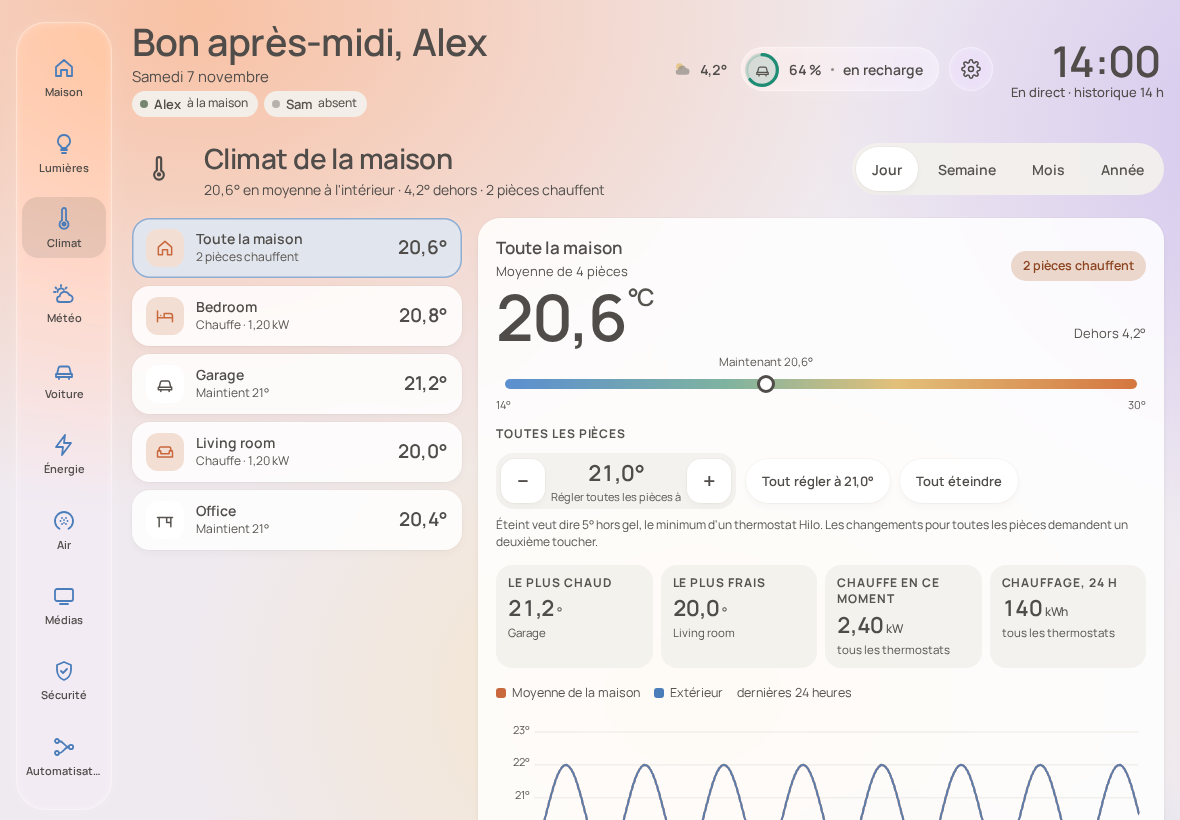 Bon après-midi, Alex
Samedi 7 novembre
Alex à la maison
Sam absent
4,2°
64 % · en recharge
14:00
En direct · historique 14 h
Maison
Lumières
Climat
Météo
Voiture
Énergie
Air
Médias
Sécurité
Automatisat…
Climat de la maison
20,6° en moyenne à l'intérieur · 4,2° dehors · 2 pièces chauffent
Jour
Semaine
Mois
Année
Toute la maison
2 pièces chauffent
20,6°
Bedroom
Chauffe · 1,20 kW
20,8°
Garage
Maintient 21°
21,2°
Living room
Chauffe · 1,20 kW
20,0°
Office
Maintient 21°
20,4°
Toute la maison
Moyenne de 4 pièces
20,6 °C
2 pièces chauffent
Dehors 4,2°
Maintenant 20,6°
14°
30°
TOUTES LES PIÈCES
−
21,0°
Régler toutes les pièces à
+
Tout régler à 21,0°
Tout éteindre
Éteint veut dire 5° hors gel, le minimum d'un thermostat Hilo. Les changements pour toutes les pièces demandent un
deuxième toucher.
LE PLUS CHAUD
21,2 °
Garage
LE PLUS FRAIS
20,0 °
Living room
CHAUFFE EN CE
MOMENT
2,40 kW
tous les thermostats
CHAUFFAGE, 24 H
140 kWh
tous les thermostats
Moyenne de la maison
Extérieur
dernières 24 heures
23°
22°
21°